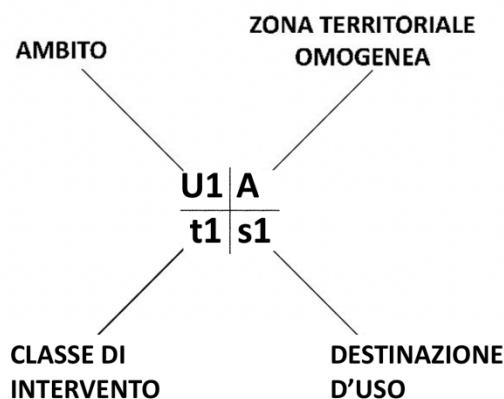 AMBITO
ZONA TERRITORIALE
OMOGENEA
U1 A
t1 s1
CLASSE DI
INTERVENTO
DESTINAZIONE
D'USO